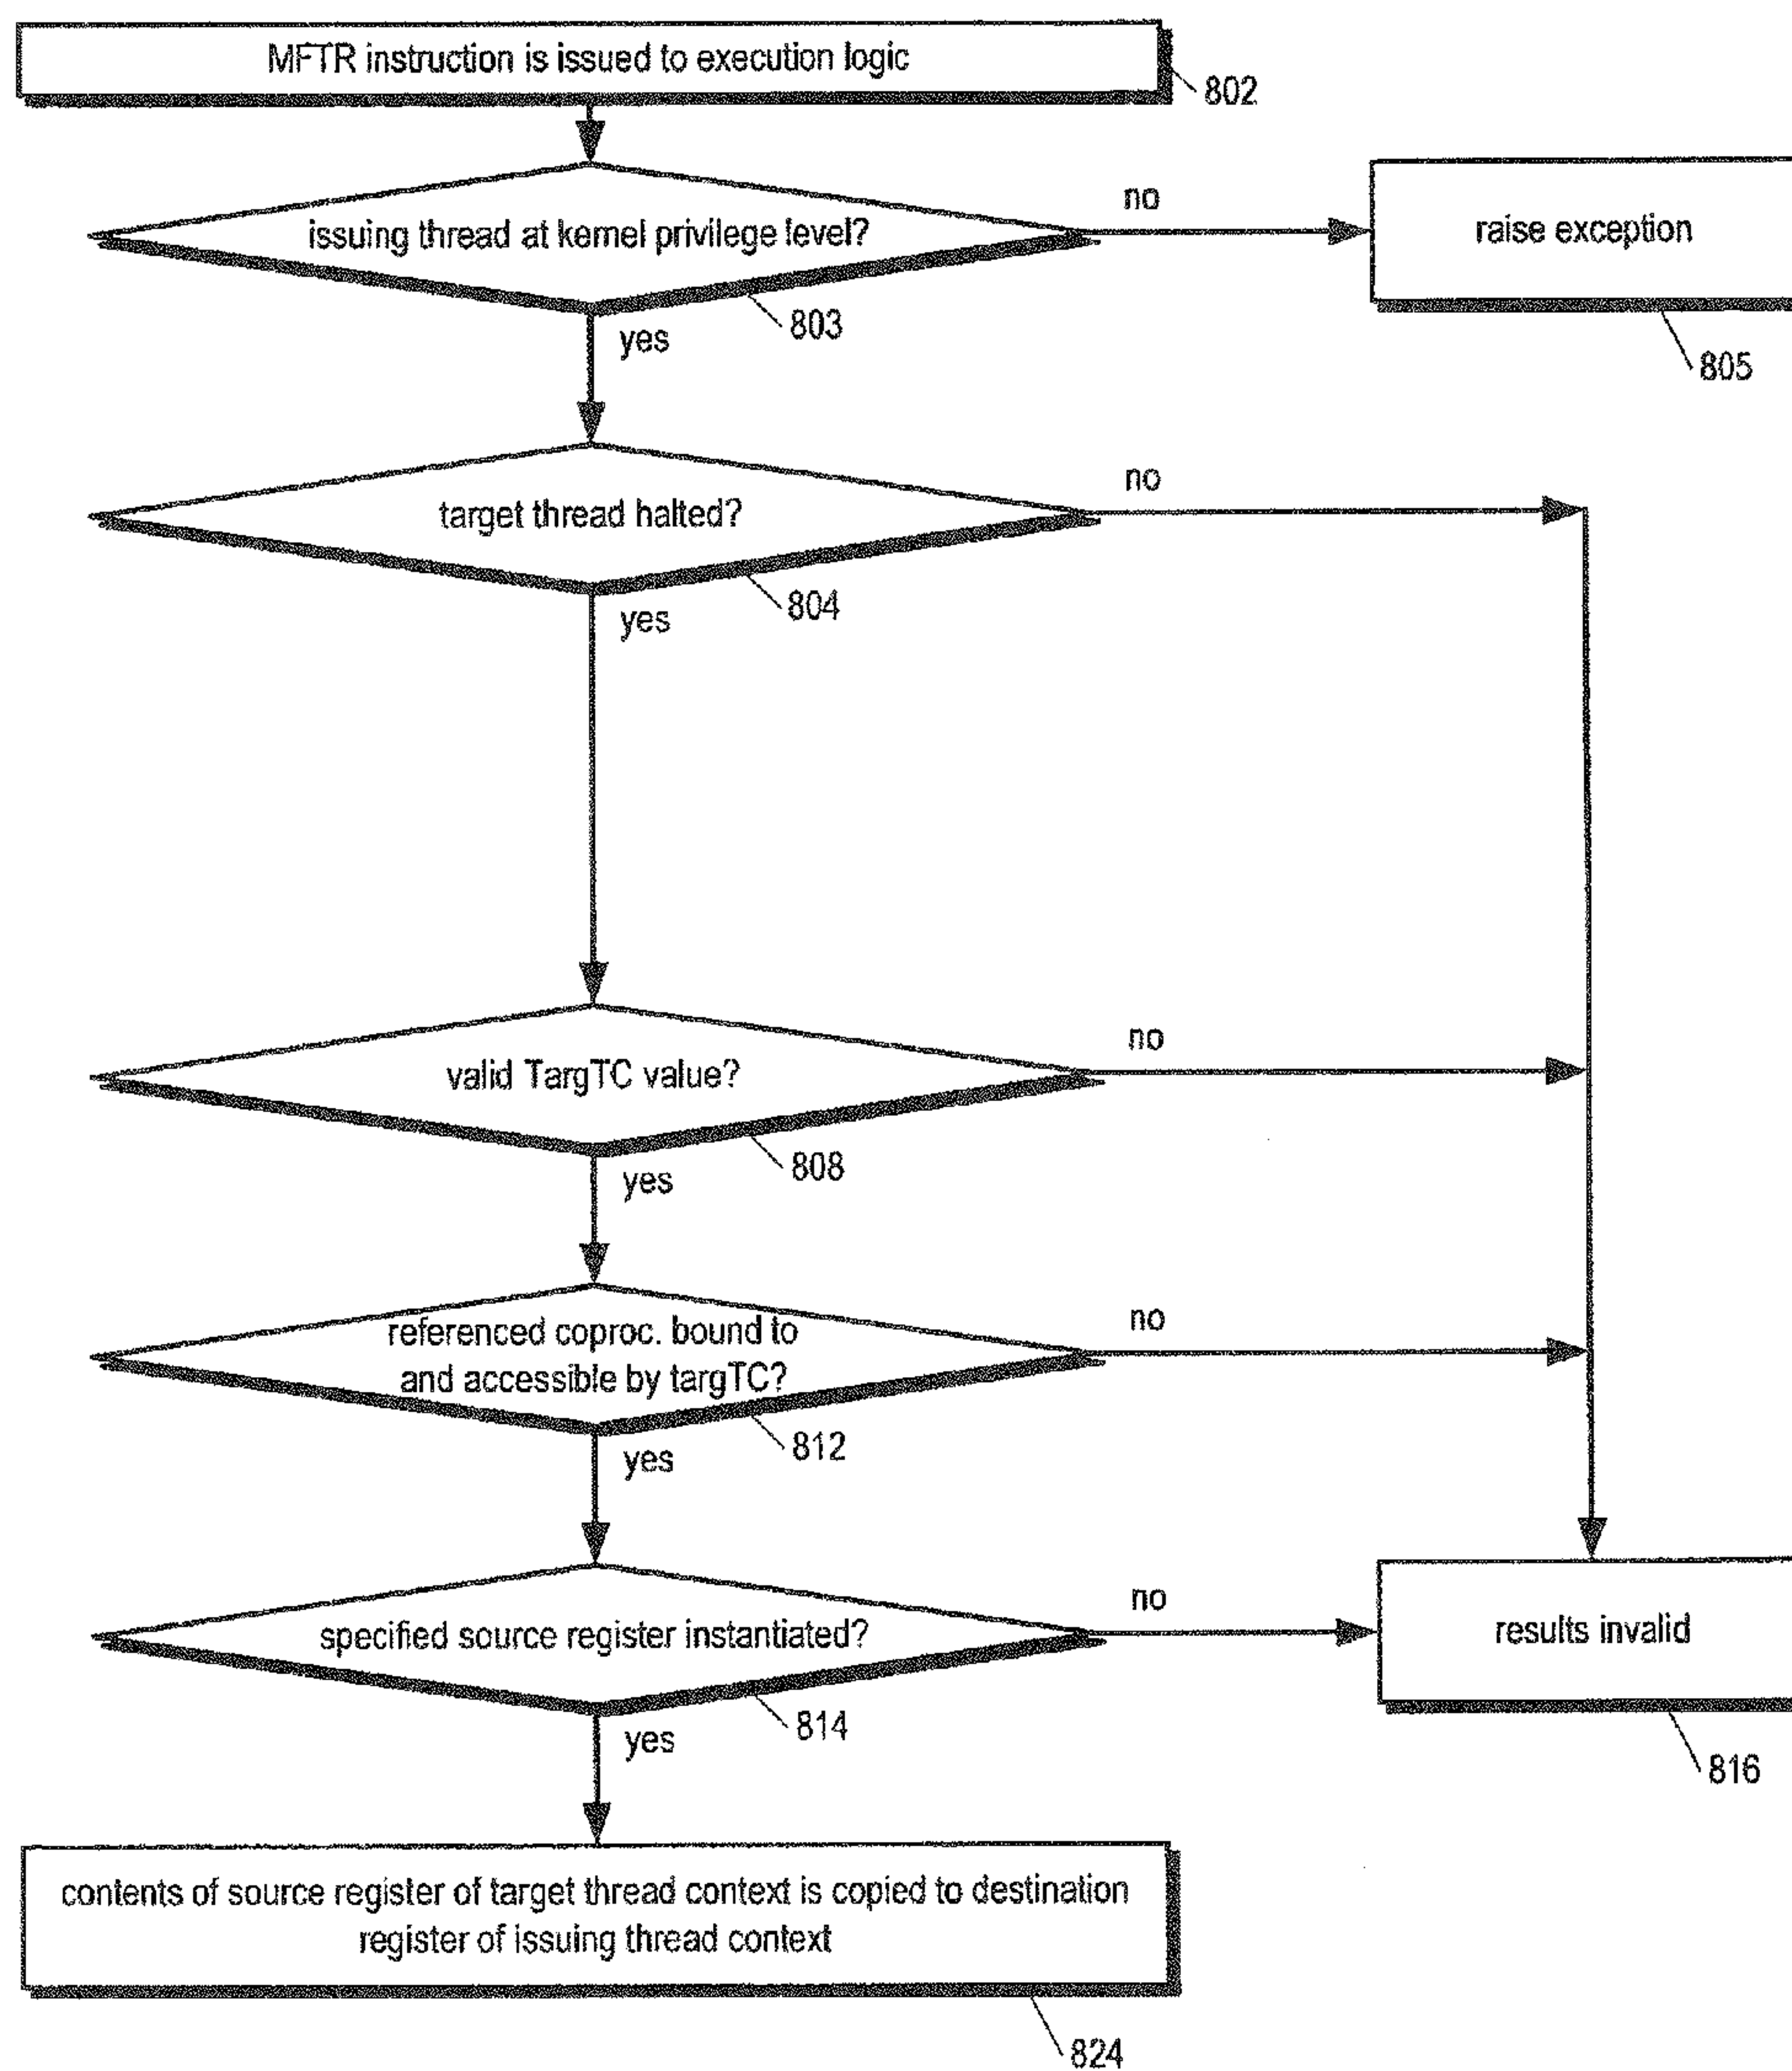 MFTR instruction is issued to execution logic
802
issuing thread at kernel privilege level?
no
raise exception
803
yes
805
target thread halted?
no
804
yes
valid TargTC value?
no
808
yes
referenced coproc. bound to
and accessible by targTC?
no
812
yes
specified source register instantiated?
no
results invalid
814
yes
816
contents of source register of target thread context is copied to destination
register of issuing thread context
824